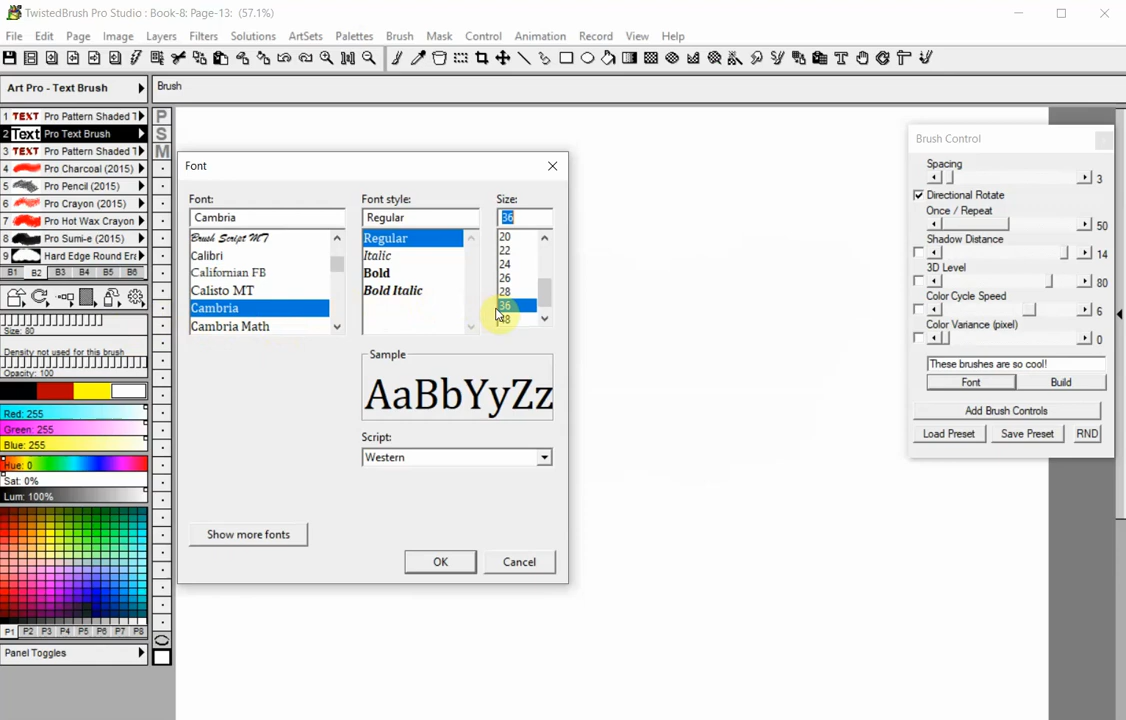 TwistedBrush Pro Studio : Book-8: Page-13: (57.1%)
File Edit Page Image Layers Filters Solutions ArtSets Palettes Brush Mask Control Animation Record View Help
Art Pro - Text Brush
Brush
1 TEXT Pro Pattern Shaded T
2 Text Pro Text Brush
3 TEXT Pro Pattern Shaded T
4 Pro Charcoal (2015)
5 Pro Pencil (2015)
6 Pro Crayon (2015)
7 Pro Hot Wax Crayon
8 Pro Sumi-e (2015)
9 Hard Edge Round Era
B1 B2 B3 B4 B5 B6
Size: 80
Density not used for this brush
Opacity: 100
Red: 255
Green: 255
Blue: 255
Hue: 0
Sat: 0%
Lum: 100%
P1 P2 P3 P4 P5 P6 P7 P8
Panel Toggles
P
S
M
Font
Font:
Cambria
Brush Script MT
Calibri
Californian FB
Calisto MT
Cambria
Cambria Math
Font style:
Regular
Regular
Italic
Bold
Bold Italic
Size:
36
20
22
24
26
28
36
48
Sample
AaBbYyZz
Script:
Western
Show more fonts
OK Cancel
Brush Control
Spacing
3
Directional Rotate
Once / Repeat
50
Shadow Distance
14
3D Level
80
Color Cycle Speed
6
Color Variance (pixel)
0
These brushes are so cool!
Font Build
Add Brush Controls
Load Preset Save Preset RND